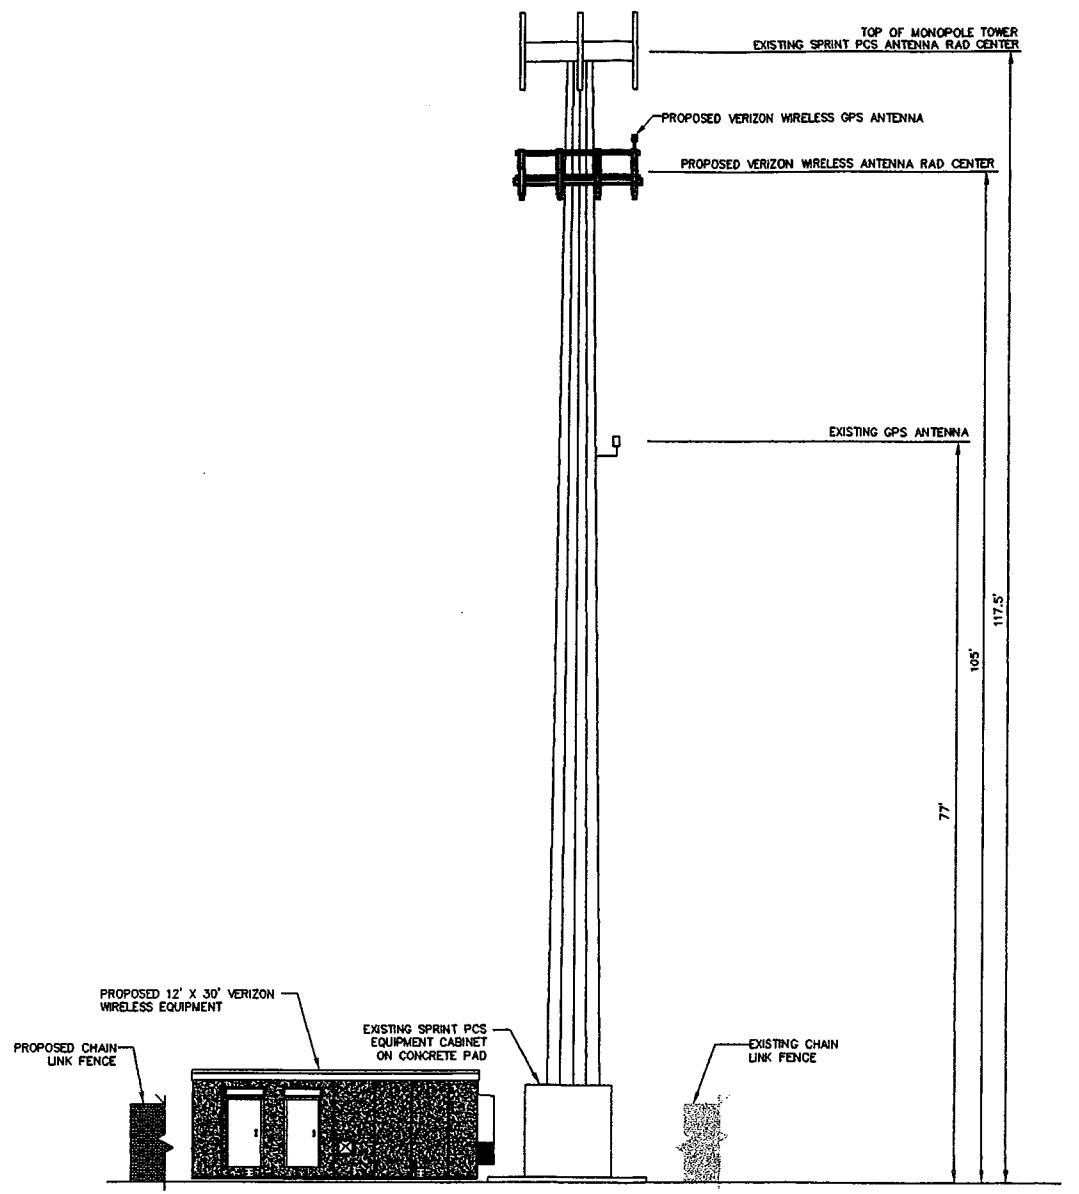 TOP OF MONOPOLE TOWER
EXISTING SPRINT PCS ANTENNA RAD CENTER
PROPOSED VERIZON WIRELESS GPS ANTENNA
PROPOSED VERIZON WIRELESS ANTENNA RAD CENTER
EXISTING GPS ANTENNA
117.5'
105'
77'
PROPOSED 12' X 30' VERIZON
WIRELESS EQUIPMENT
EXISTING SPRINT PCS
EQUIPMENT CABINET
ON CONCRETE PAD
PROPOSED CHAIN
LINK FENCE
EXISTING CHAIN
LINK FENCE